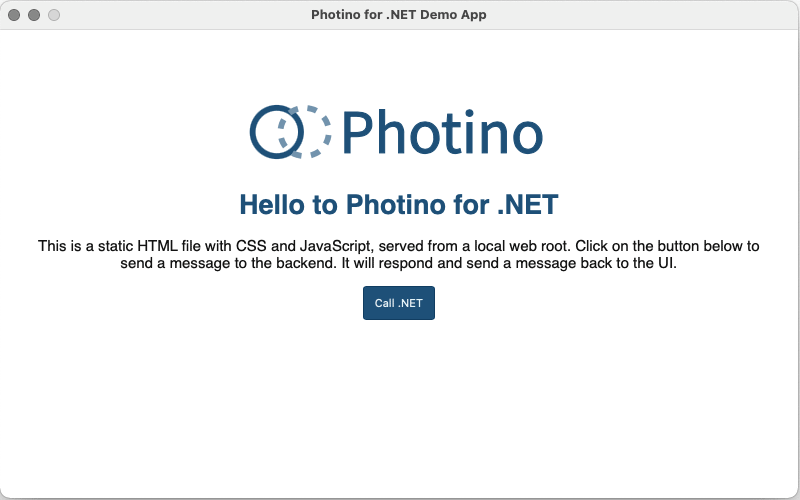 Photino for .NET Demo App
Photino
Hello to Photino for .NET
This is a static HTML file with CSS and JavaScript, served from a local web root. Click on the button below to
send a message to the backend. It will respond and send a message back to the UI.
Call .NET